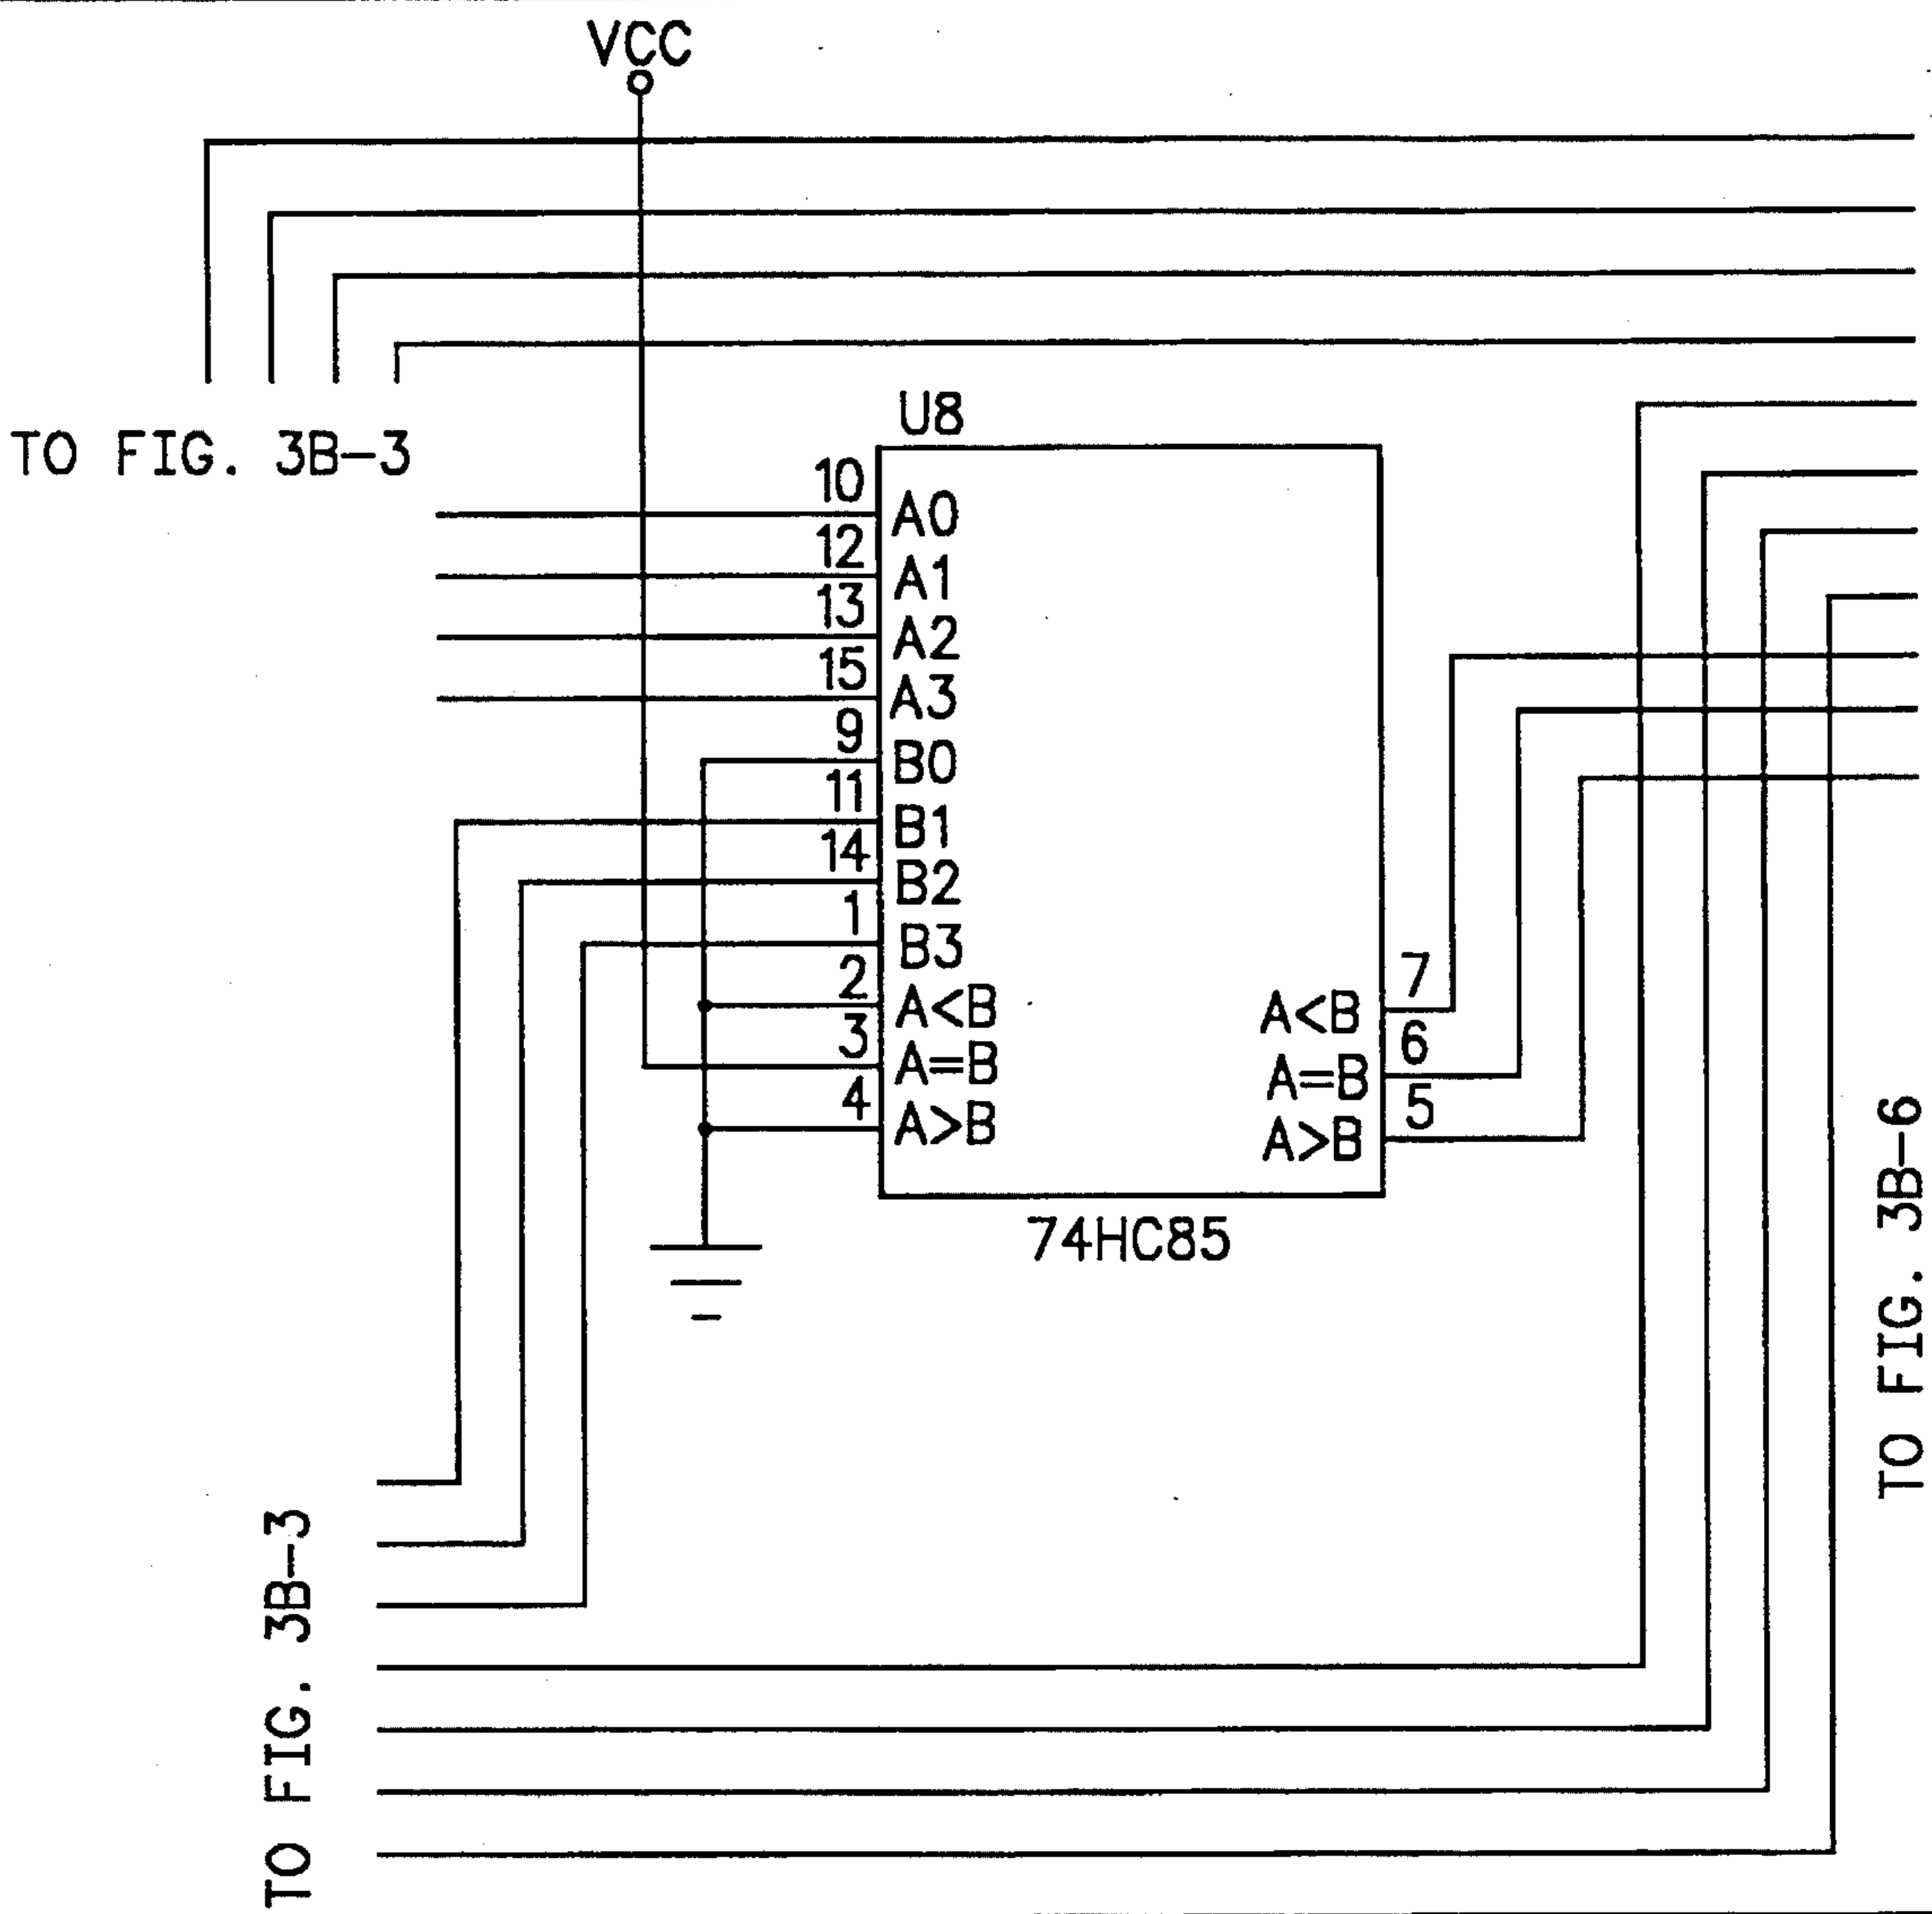 VCC
TO FIG. 3B-3
U8
10 A0
12 A1
13 A2
15 A3
9 B0
11 B1
14 B2
1 B3
2 A<B
3 A=B
4 A>B
A<B 7
A=B 6
A>B 5
74HC85
TO FIG. 3B-6
TO FIG. 3B-3